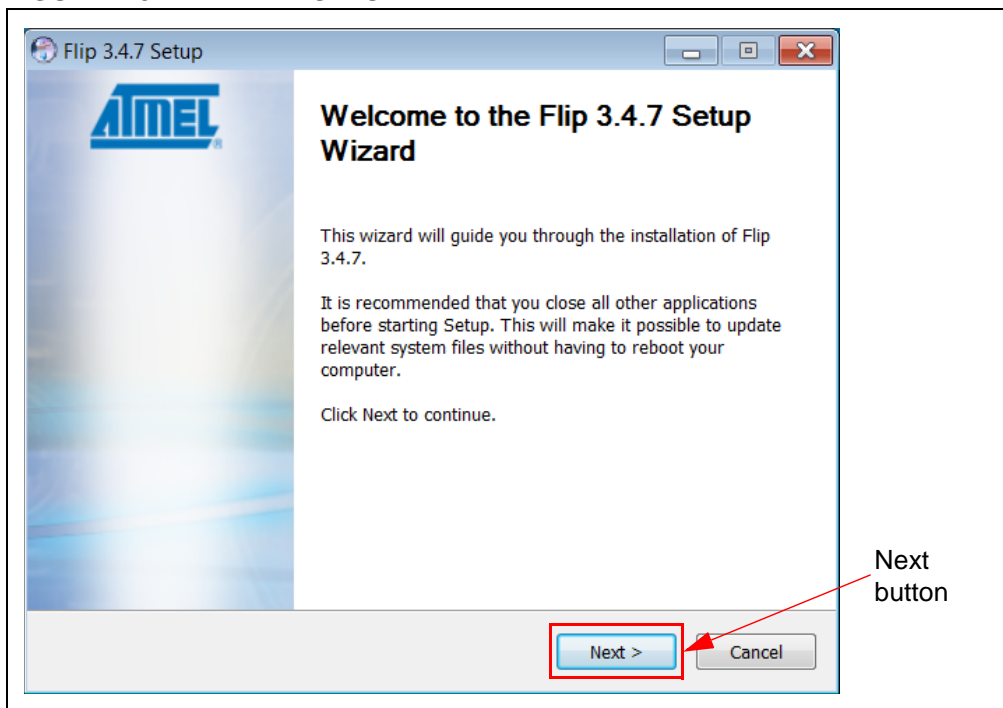 Flip 3.4.7 Setup
ATMEL®
Welcome to the Flip 3.4.7 Setup
Wizard
This wizard will guide you through the installation of Flip
3.4.7.
It is recommended that you close all other applications
before starting Setup. This will make it possible to update
relevant system files without having to reboot your
computer.
Click Next to continue.
Next
button
Next >
Cancel